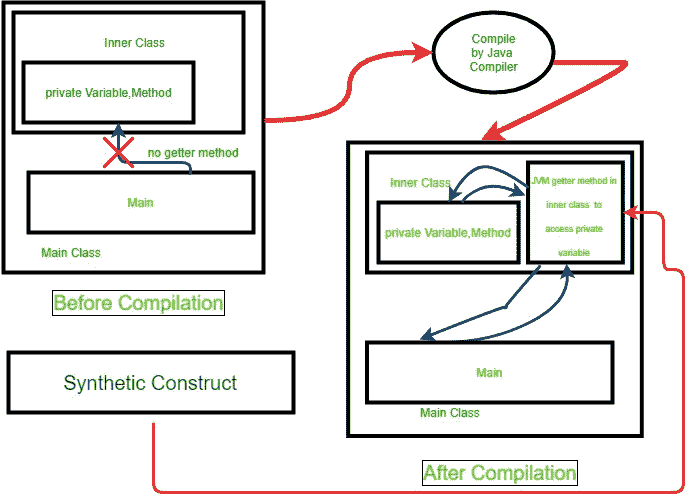 Inner Class
private Variable,Method
no getter method
Main
Main Class
Before Compilation
Compile
by Java
Compiler
Inner Class
private Variable,Method
JVM getter method in
inner class to
access private
variable
Main
Main Class
After Compilation
Synthetic Construct